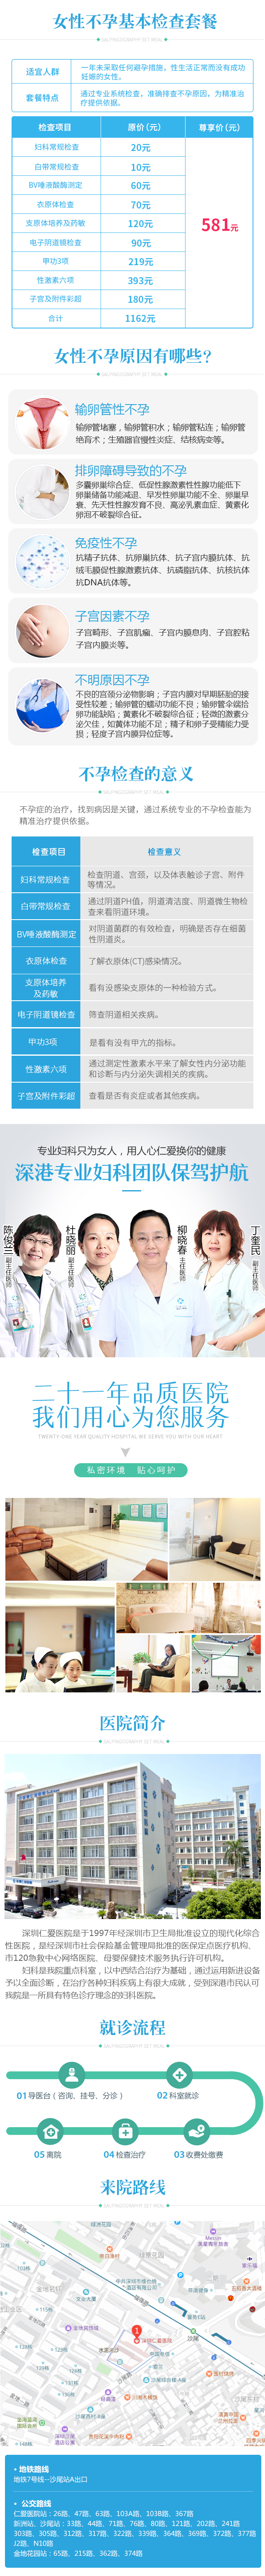 女性不孕基本检查套餐
SALPINGOGRAPHY SET MEAL
适宜人群
一年未采取任何避孕措施，性生活正常而没有成功
妊娠的女性。
套餐特点
通过专业系统检查，准确排查不孕原因，为精准治
疗提供依据。
检查项目 原价(元) 尊享价(元)
妇科常规检查 20元
白带常规检查 10元
BV唾液酸酶测定 60元
衣原体检查 70元
支原体培养及药敏 120元
581元
电子阴道镜检查 90元
甲功3项 219元
性激素六项 393元
子宫及附件彩超 180元
合计 1162元
女性不孕原因有哪些?
SALPINGOGRAPHY SET MEAL
输卵管性不孕
输卵管堵塞，输卵管积水；输卵管粘连；输卵管
绝育术；生殖器官慢性炎症、结核病变等。
排卵障碍导致的不孕
多囊卵巢综合症、低促性腺激素性性腺功能低下
卵巢储备功能减退、早发性卵巢功能不全、卵巢早
衰、先天性性腺发育不良、高泌乳素血症、黄素化
卵泡不破裂综合征。
免疫性不孕
抗精子抗体、抗卵巢抗体、抗子宫内膜抗体、抗
绒毛膜促性腺激素抗体、抗磷脂抗体、抗核抗体
抗DNA抗体等。
子宫因素不孕
子宫畸形、子宫肌瘤、子宫内膜息肉、子宫腔粘
子宫内膜炎等。
不明原因不孕
不良的宫颈分泌物影响；子宫内膜对早期胚胎的接
受性较差；输卵管的蠕动功能不良；输卵管伞端拾
卵功能缺陷；黄素化不破裂综合征；轻微的激素分
泌欠佳，如黄体功能不足；精子和卵子受精能力受
损；轻度子宫内膜异位症等。
不孕检查的意义
不孕症的治疗，找到病因是关键，通过系统专业的不孕检查能为
精准治疗提供依据。
检查项目 检查意义
妇科常规检查
检查阴道、宫颈，以及体表触诊子宫、附件
等情况。
白带常规检查
通过阴道PH值，阴道清洁度、阴道微生物检
查来看阴道环境。
BV唾液酸酶测定
对阴道菌群的有效检查，明确是否存在细菌
性阴道炎。
衣原体检查 了解衣原体(CT)感染情况。
支原体培养
及药敏
看有没感染支原体的一种检验方式。
电子阴道镜检查 筛查阴道相关疾病。
甲功3项 是看有没有甲亢的指标。
性激素六项
通过测定性激素水平来了解女性内分泌功能
和诊断与内分泌失调相关的疾病。
子宫及附件彩超 查看是否有炎症或者其他疾病。
专业妇科只为女人，用人心仁爱换你的健康
深港专业妇科团队保驾护航
陈俊兰 副主任医师
杜晓丽 副主任医师
柳晓春 主任医师
丁奎民 副主任医师
二十一年品质医院
我们用心为您服务
TWENTY-ONE YEAR QUALITY HOSPITAL WE SERVE YOU WITH OUR HEART
私密环境 贴心呵护
医院简介
SALPINGOGRAPHY SET MEAL
深圳仁爱医院是于1997年经深圳市卫生局批准设立的现代化综合
性医院，是经深圳市社会保险基金管理局批准的医保定点医疗机构、
市120急救中心网络医院、母婴保健技术服务执行许可机构。
妇科是我院重点科室，以中西结合治疗为基础，通过运用新进设备
予以全面诊断，在治疗各种妇科疾病上有很大成就，受到深港市民认可
我院是一所具有特色诊疗理念的妇科医院。
就诊流程
SALPINGOGRAPHY SET MEAL
01导医台（咨询、挂号、分诊）
02科室就诊
05离院
04检查治疗
03收费处缴费
来院路线
SALPINGOGRAPHY SET MEAL
深圳仁爱医院
沙尾
地铁路线
地铁7号线--沙尾站A出口
公交路线
仁爱医院站：26路、47路、63路、103A路、103B路、367路
新洲站、沙尾站：33路、44路、71路、76路、80路、121路、202路、241路
303路、305路、312路、317路、322路、339路、364路、369路、372路、377路
J2路、N10路
金地花园站：65路、215路、362路、374路